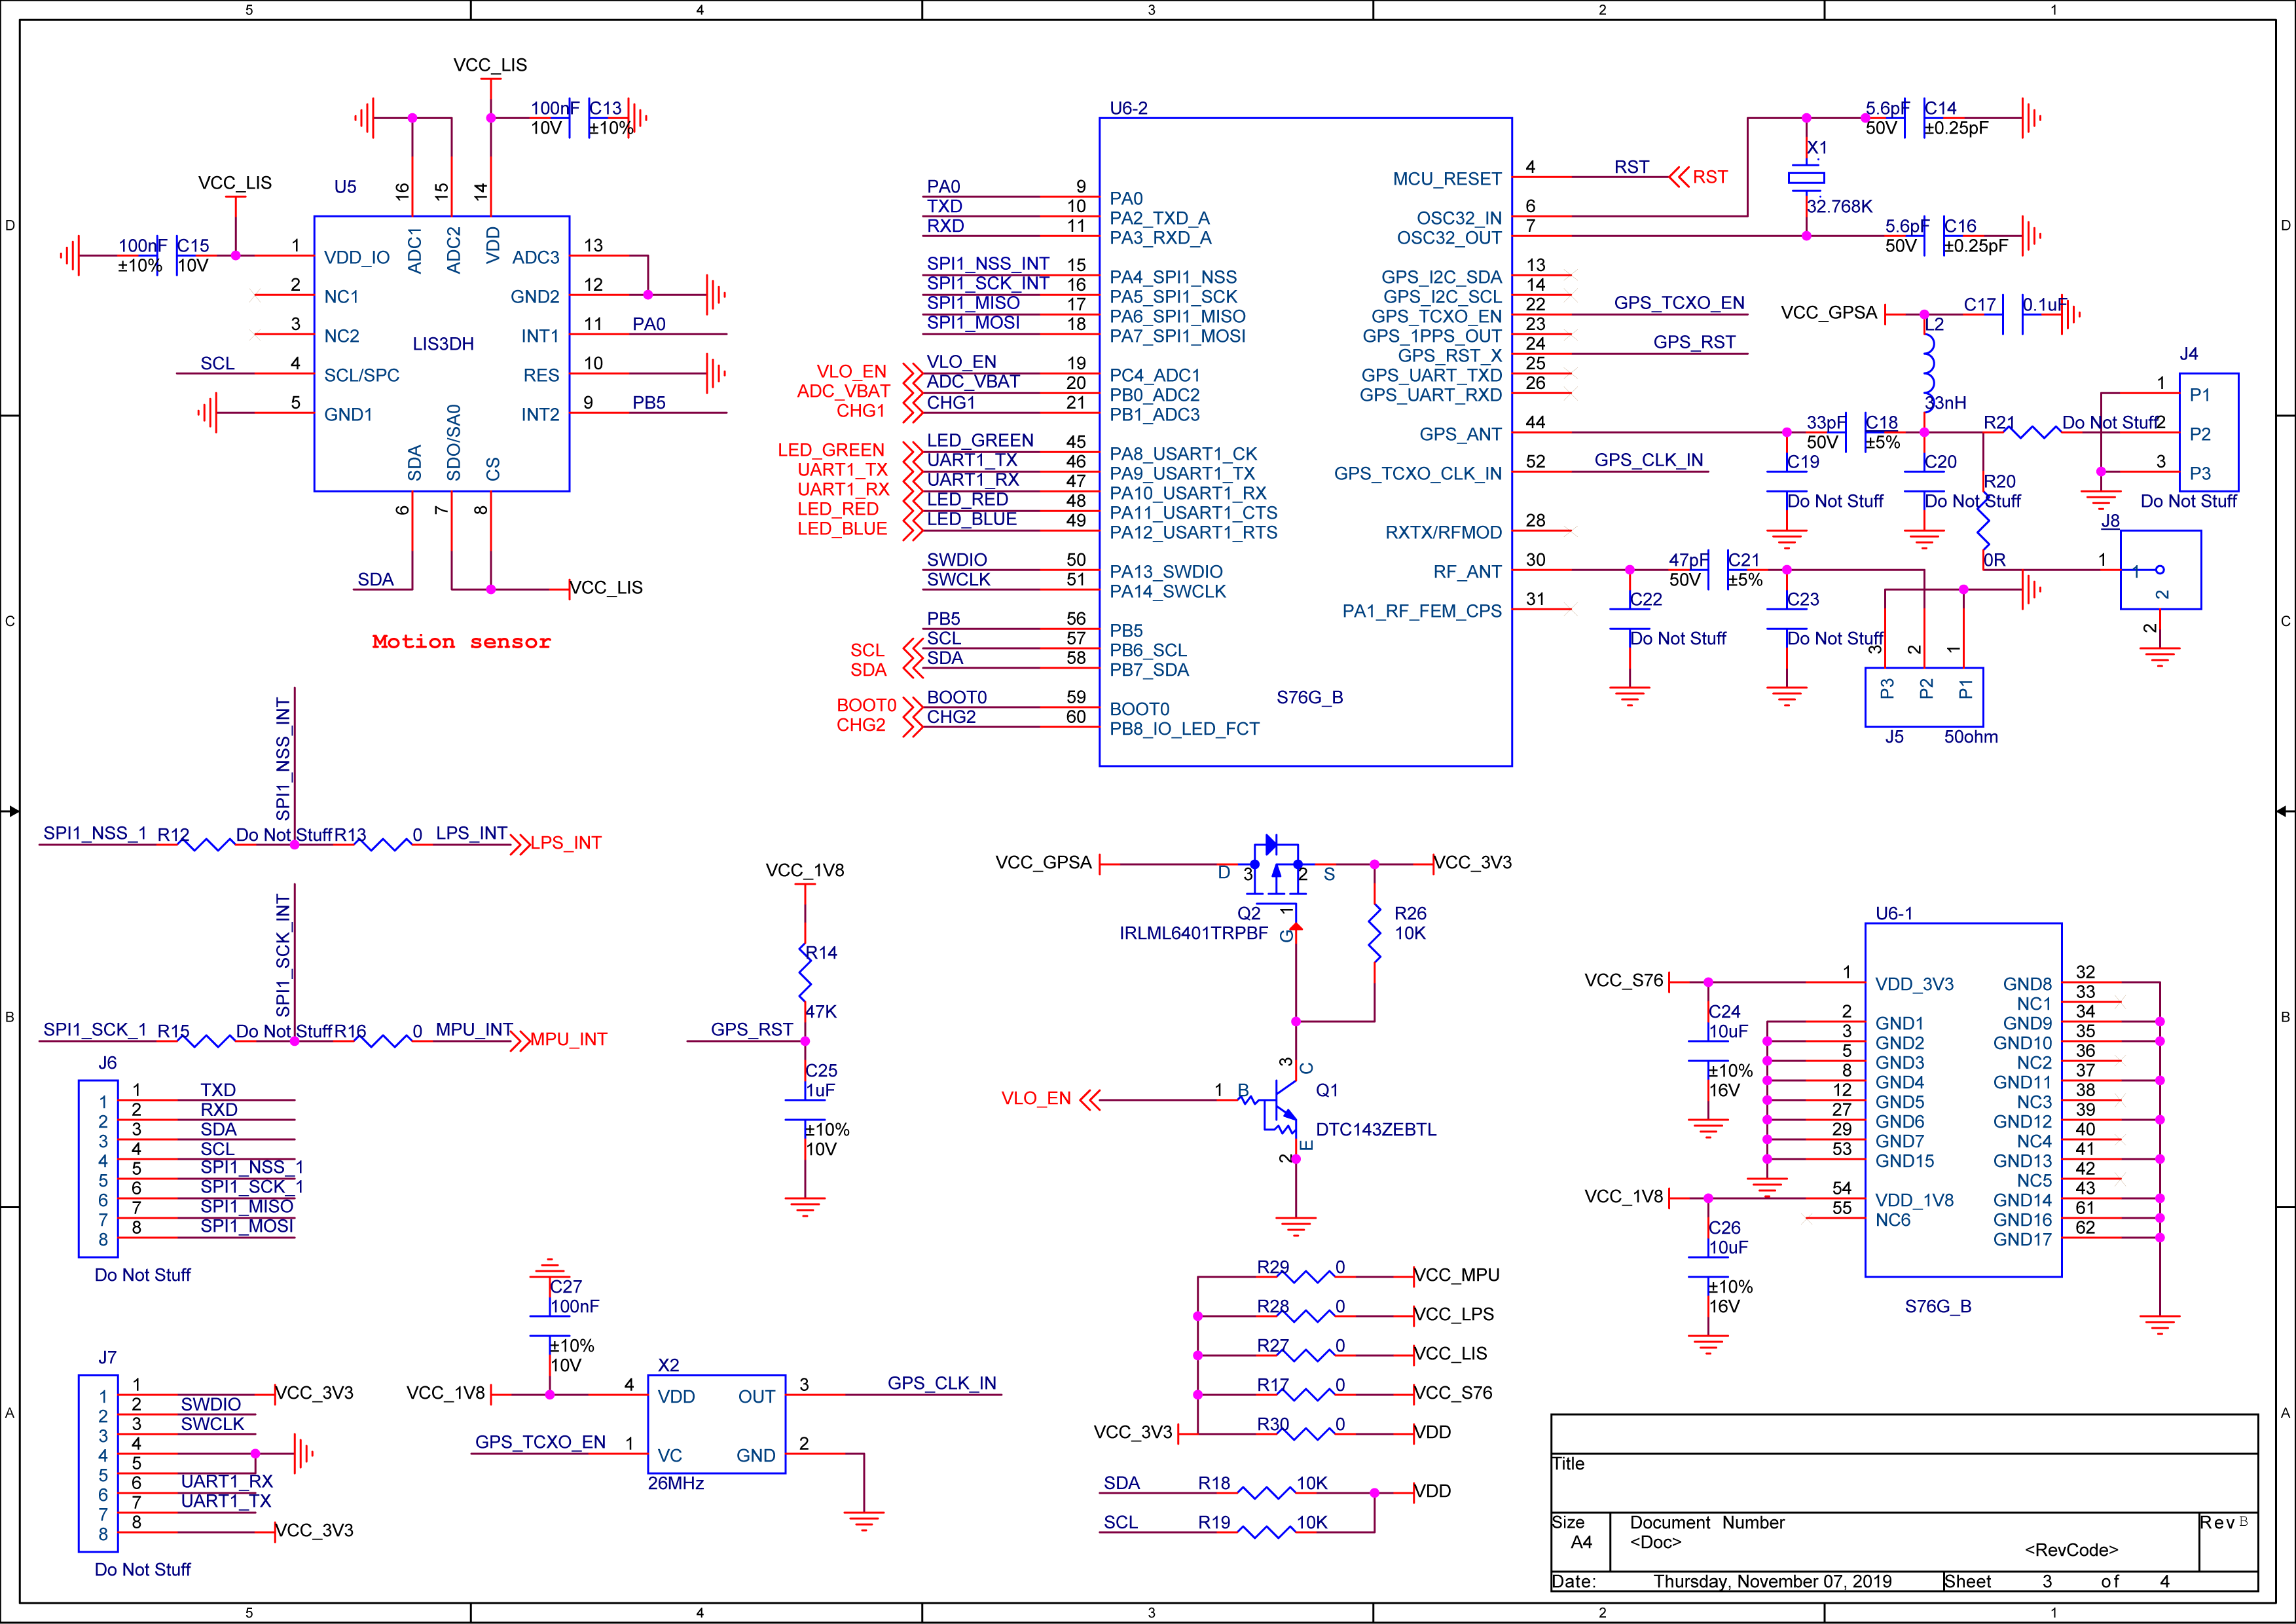 5 4 3 2 1
D
C
B
A
VCC_LIS
100nF C13
10V ±10%
VCC_LIS
U5
16 15 14
100nF C15
±10% 10V
1 VDD_IO
ADC1 ADC2 VDD
ADC3 13
2 NC1
GND2 12
3 NC2
INT1 11 PA0
LIS3DH
SCL 4 SCL/SPC
RES 10
5 GND1
INT2 9 PB5
SDA SDO/SA0 CS
6 7 8
SDA
VCC_LIS
Motion sensor
U6-2
PA0 9 PA0
TXD 10 PA2_TXD_A
RXD 11 PA3_RXD_A
SPI1_NSS_INT 15 PA4_SPI1_NSS
SPI1_SCK_INT 16 PA5_SPI1_SCK
SPI1_MISO 17 PA6_SPI1_MISO
SPI1_MOSI 18 PA7_SPI1_MOSI
VLO_EN VLO_EN 19 PC4_ADC1
ADC_VBAT ADC_VBAT 20 PB0_ADC2
CHG1 CHG1 21 PB1_ADC3
LED_GREEN LED_GREEN 45 PA8_USART1_CK
UART1_TX UART1_TX 46 PA9_USART1_TX
UART1_RX UART1_RX 47 PA10_USART1_RX
LED_RED LED_RED 48 PA11_USART1_CTS
LED_BLUE LED_BLUE 49 PA12_USART1_RTS
SWDIO 50 PA13_SWDIO
SWCLK 51 PA14_SWCLK
PB5 56 PB5
SCL SCL 57 PB6_SCL
SDA SDA 58 PB7_SDA
BOOT0 BOOT0 59 BOOT0
CHG2 CHG2 60 PB8_IO_LED_FCT
MCU_RESET 4 RST RST
OSC32_IN 6
OSC32_OUT 7
GPS_I2C_SDA 13
GPS_I2C_SCL 14
GPS_TCXO_EN 22 GPS_TCXO_EN
GPS_1PPS_OUT 23
GPS_RST_X 24 GPS_RST
GPS_UART_TXD 25
GPS_UART_RXD 26
GPS_ANT 44
GPS_TCXO_CLK_IN 52 GPS_CLK_IN
RXTX/RFMOD 28
RF_ANT 30
PA1_RF_FEM_CPS 31
S76G_B
5.6pF C14
50V ±0.25pF
X1
32.768K
5.6pF C16
50V ±0.25pF
VCC_GPSA
C17 0.1uF
L2
33nH
J4
1 P1
2 P2
3 P3
Do Not Stuff
33pF C18
50V ±5%
R21 Do Not Stuff
C19
Do Not Stuff
C20
Do Not Stuff
R20
0R
J8
1 1
2
2
47pF C21
50V ±5%
C22
Do Not Stuff
C23
Do Not Stuff
3 2 1
P3 P2 P1
J5 50ohm
SPI1_NSS_INT
SPI1_NSS_1 R12 Do Not Stuff R13 0 LPS_INT LPS_INT
SPI1_SCK_INT
SPI1_SCK_1 R15 Do Not Stuff R16 0 MPU_INT MPU_INT
J6
1 1 TXD
2 2 RXD
3 3 SDA
4 4 SCL
5 5 SPI1_NSS_1
6 6 SPI1_SCK_1
7 7 SPI1_MISO
8 8 SPI1_MOSI
Do Not Stuff
J7
1 1 VCC_3V3
2 2 SWDIO
3 3 SWCLK
4 4
5 5
6 6 UART1_RX
7 7 UART1_TX
8 8 VCC_3V3
Do Not Stuff
VCC_1V8
R14
47K
GPS_RST
C25
1uF
±10%
10V
C27
100nF
±10%
10V
X2
VCC_1V8 4 VDD OUT 3 GPS_CLK_IN
GPS_TCXO_EN 1 VC GND 2
26MHz
VCC_GPSA D 3 2 S VCC_3V3
Q2 1
G
IRLML6401TRPBF
R26
10K
3 C
VLO_EN 1 B Q1
DTC143ZEBTL
2 E
R29 0 VCC_MPU
R28 0 VCC_LPS
R27 0 VCC_LIS
R17 0 VCC_S76
VCC_3V3 R30 0 VDD
SDA R18 10K VDD
SCL R19 10K
U6-1
VCC_S76
C24
10uF
±10%
16V
VCC_1V8
C26
10uF
±10%
16V
1 VDD_3V3
2 GND1
3 GND2
5 GND3
8 GND4
12 GND5
27 GND6
29 GND7
53 GND15
54 VDD_1V8
55 NC6
GND8 32
NC1 33
GND9 34
GND10 35
NC2 36
GND11 37
NC3 38
GND12 39
NC4 40
GND13 41
NC5 42
GND14 43
GND16 61
GND17 62
S76G_B
Title
Size
A4
Document Number
<Doc>
<RevCode>
Rev B
Date: Thursday, November 07, 2019 Sheet 3 of 4
D
C
B
A
5 4 3 2 1